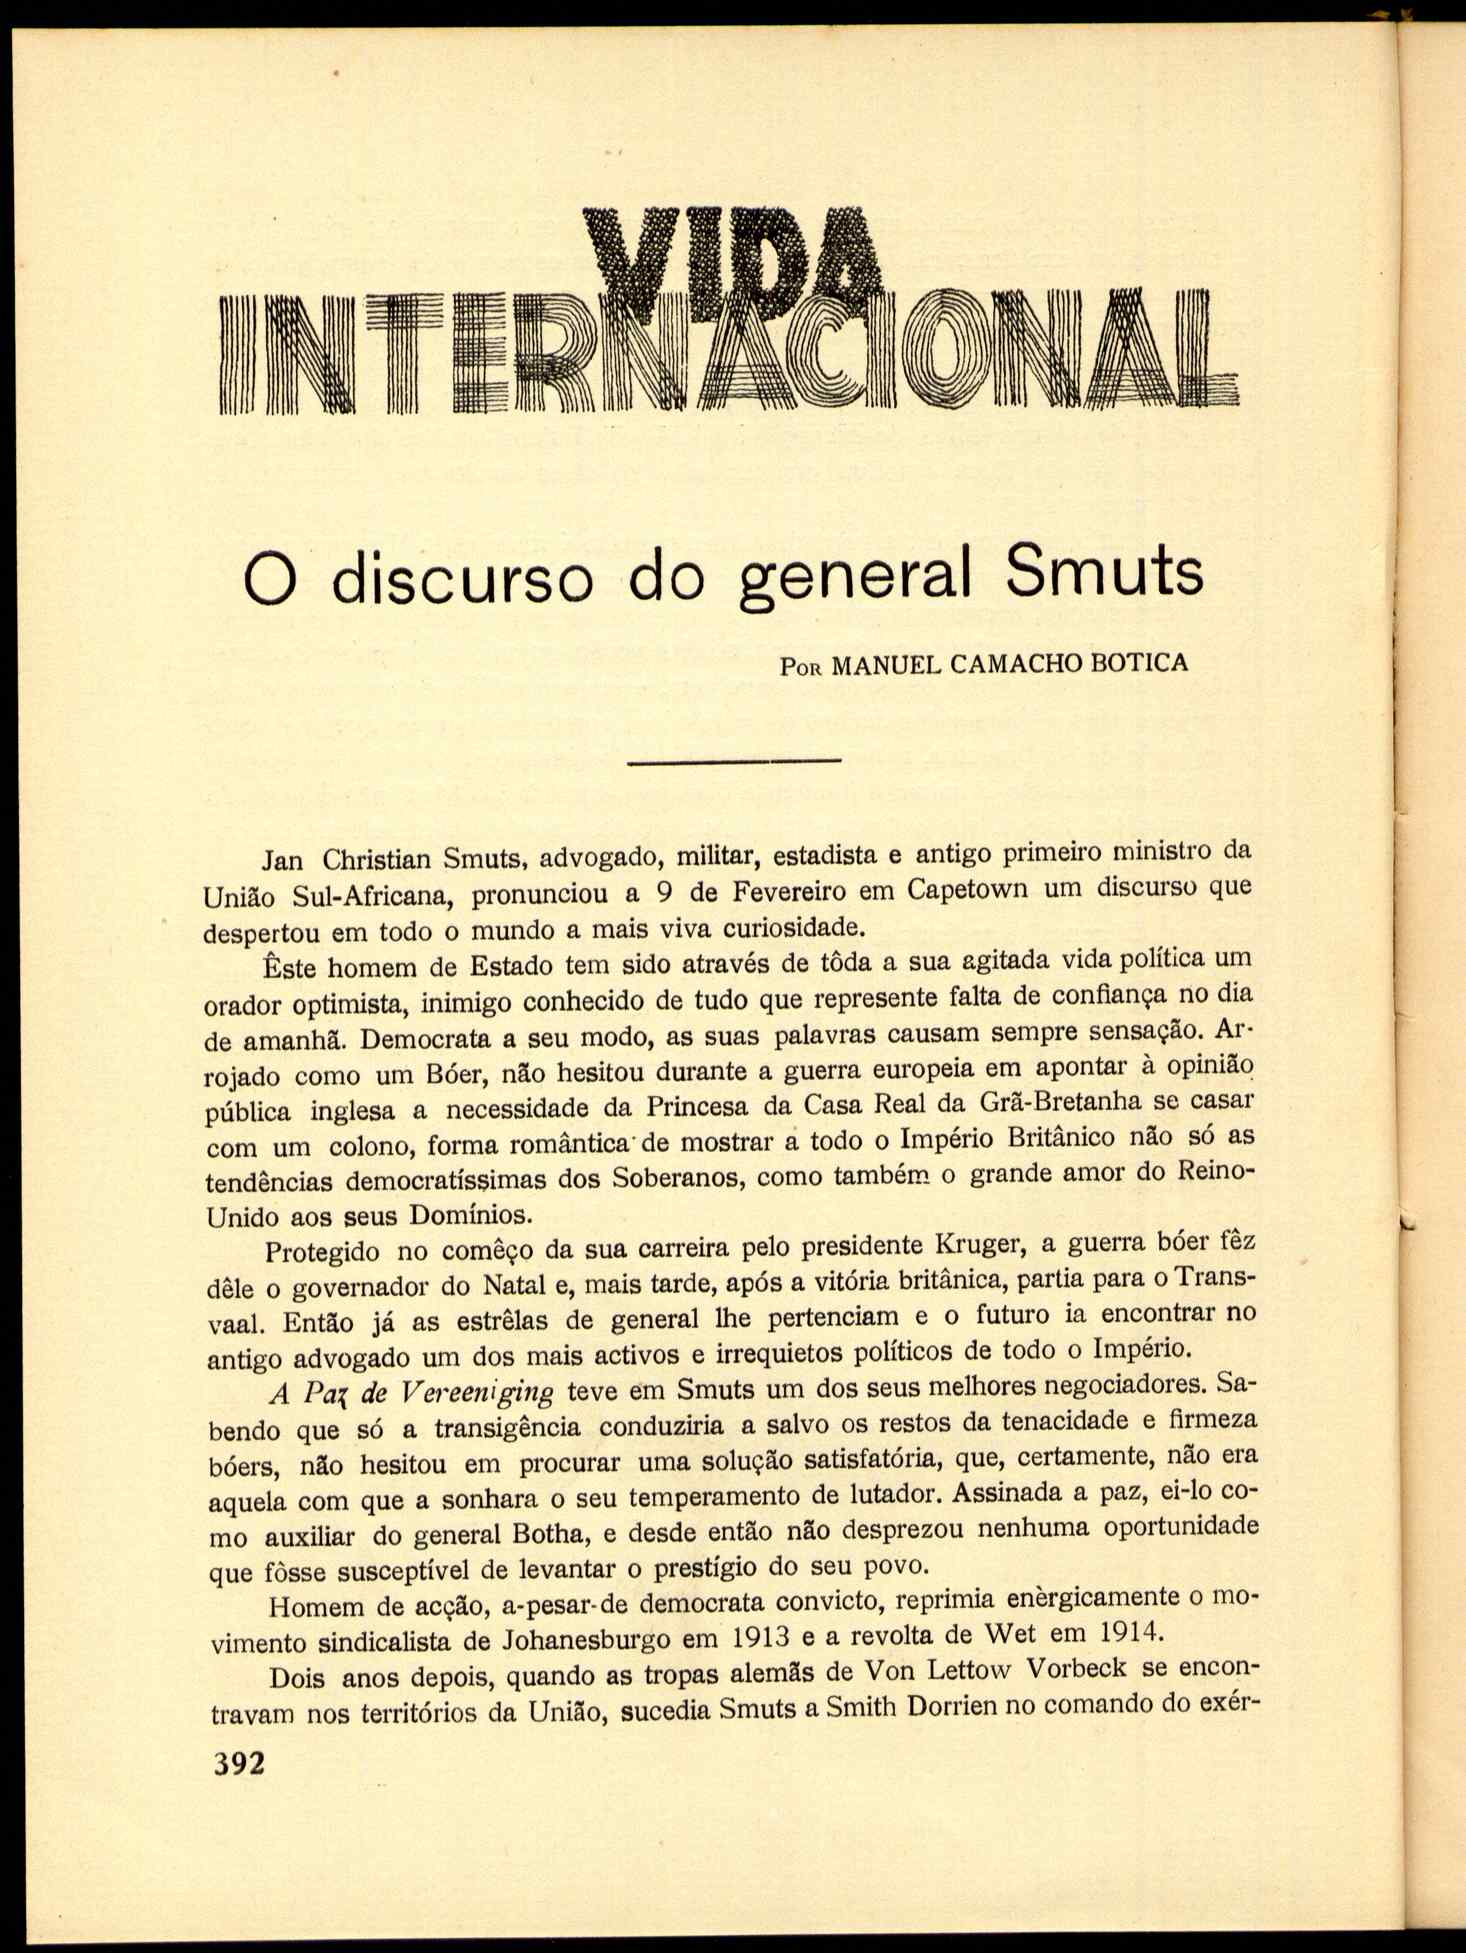 VIDA
INTERNACIONAL
O discurso do general Smuts
Por MANUEL CAMACHO BOTICA
Jan Christian Smuts, advogado, militar, estadista e antigo primeiro ministro da
União Sul-Africana, pronunciou a 9 de Fevereiro em Capetown um discurso que
despertou em todo o mundo a mais viva curiosidade.
Êste homem de Estado tem sido através de tôda a sua agitada vida política um
orador optimista, inimigo conhecido de tudo que represente falta de confiança no dia
de amanhã. Democrata a seu modo, as suas palavras causam sempre sensação. Ar-
rojado como um Bóer, não hesitou durante a guerra europeia em apontar à opinião
pública inglesa a necessidade da Princesa da Casa Real da Grã-Bretanha se casar
com um colono, forma romântica de mostrar a todo o Império Britânico não só as
tendências democratíssimas dos Soberanos, como também o grande amor do Reino-
Unido aos seus Domínios.
Protegido no comêço da sua carreira pelo presidente Kruger, a guerra bóer fêz
dêle o governador do Natal e, mais tarde, após a vitória britânica, partia para o Trans-
vaal. Então já as estrêlas de general lhe pertenciam e o futuro ia encontrar no
antigo advogado um dos mais activos e irrequietos políticos de todo o Império.
A Paz de Vereeniging teve em Smuts um dos seus melhores negociadores. Sa-
bendo que só a transigência conduziria a salvo os restos da tenacidade e firmeza
bóers, não hesitou em procurar uma solução satisfatória, que, certamente, não era
aquela com que a sonhara o seu temperamento de lutador. Assinada a paz, ei-lo co-
mo auxiliar do general Botha, e desde então não desprezou nenhuma oportunidade
que fôsse susceptível de levantar o prestígio do seu povo.
Homem de acção, a-pesar-de democrata convicto, reprimia enèrgicamente o mo-
vimento sindicalista de Johanesburgo em 1913 e a revolta de Wet em 1914.
Dois anos depois, quando as tropas alemãs de Von Lettow Vorbeck se encon-
travam nos territórios da União, sucedia Smuts a Smith Dorrien no comando do exér-
392